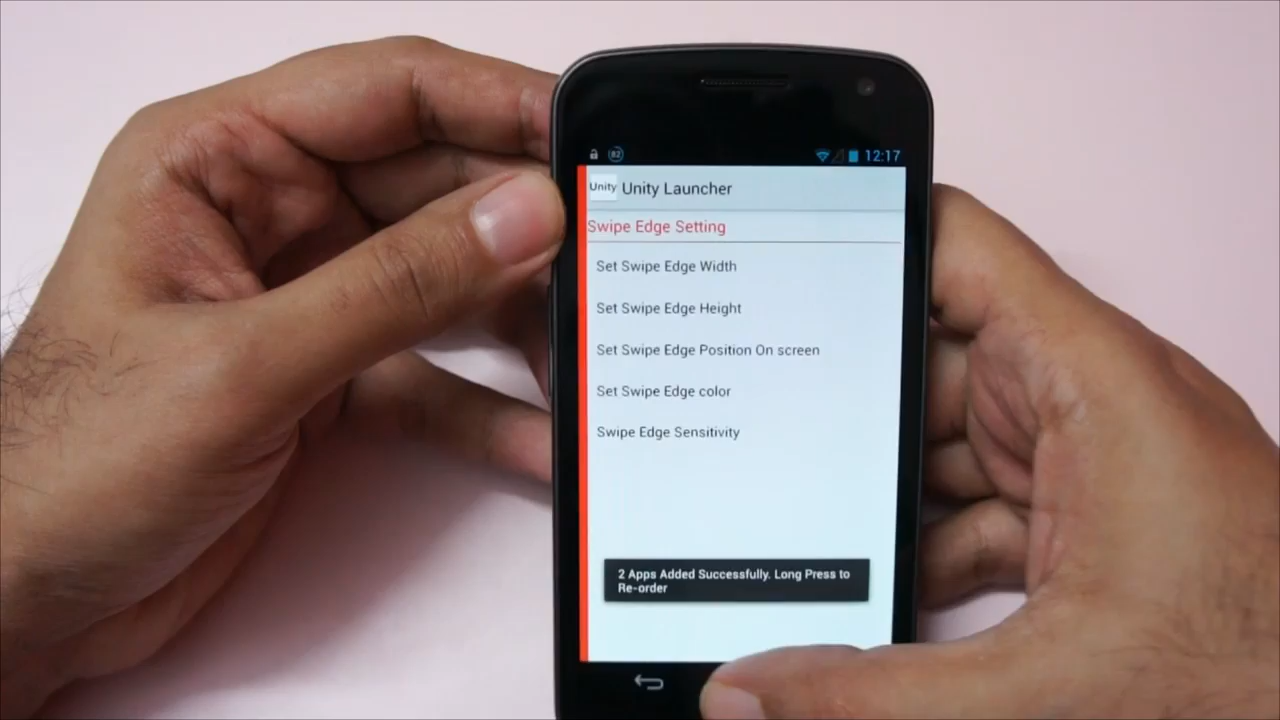 82 12:17
Unity Unity Launcher
Swipe Edge Setting
Set Swipe Edge Width
Set Swipe Edge Height
Set Swipe Edge Position On screen
Set Swipe Edge color
Swipe Edge Sensitivity
2 Apps Added Successfully. Long Press to
Re-order